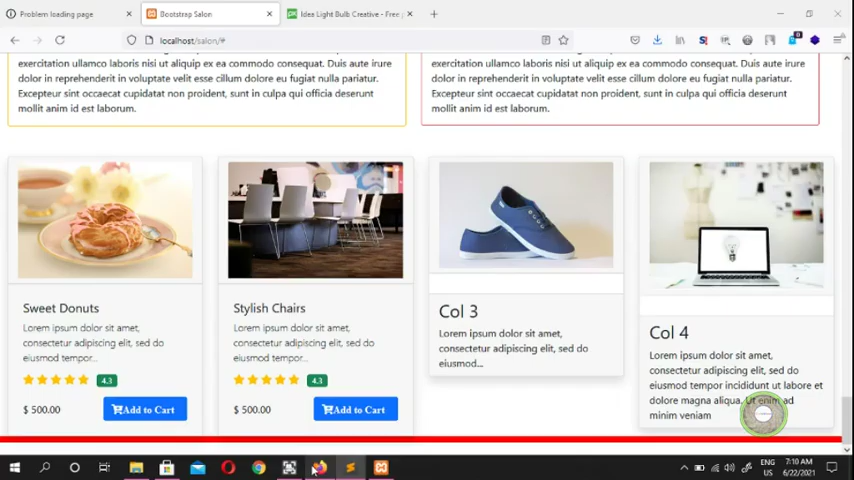 Problem loading page
Bootstrap Salon
Idea Light Bulb Creative - Free
localhost/salon/#
exercitation ullamco laboris nisi ut aliquip ex ea commodo consequat. Duis aute irure
dolor in reprehenderit in voluptate velit esse cillum dolore eu fugiat nulla pariatur.
Excepteur sint occaecat cupidatat non proident, sunt in culpa qui officia deserunt
mollit anim id est laborum.
exercitation ullamco laboris nisi ut aliquip ex ea commodo consequat. Duis aute irure
dolor in reprehenderit in voluptate velit esse cillum dolore eu fugiat nulla pariatur.
Excepteur sint occaecat cupidatat non proident, sunt in culpa qui officia deserunt
mollit anim id est laborum.
Sweet Donuts
Lorem ipsum dolor sit amet,
consectetur adipiscing elit, sed do
eiusmod tempor...
4.3
$ 500.00
Add to Cart
Stylish Chairs
Lorem ipsum dolor sit amet,
consectetur adipiscing elit, sed do
eiusmod tempor...
4.3
$ 500.00
Add to Cart
Col 3
Lorem ipsum dolor sit amet,
consectetur adipiscing elit, sed do
eiusmod...
Col 4
Lorem ipsum dolor sit amet,
consectetur adipiscing elit, sed do
eiusmod tempor incididunt ut labore et
dolore magna aliqua. Ut enim ad
minim veniam
ENG
US
7:10 AM
6/22/2021